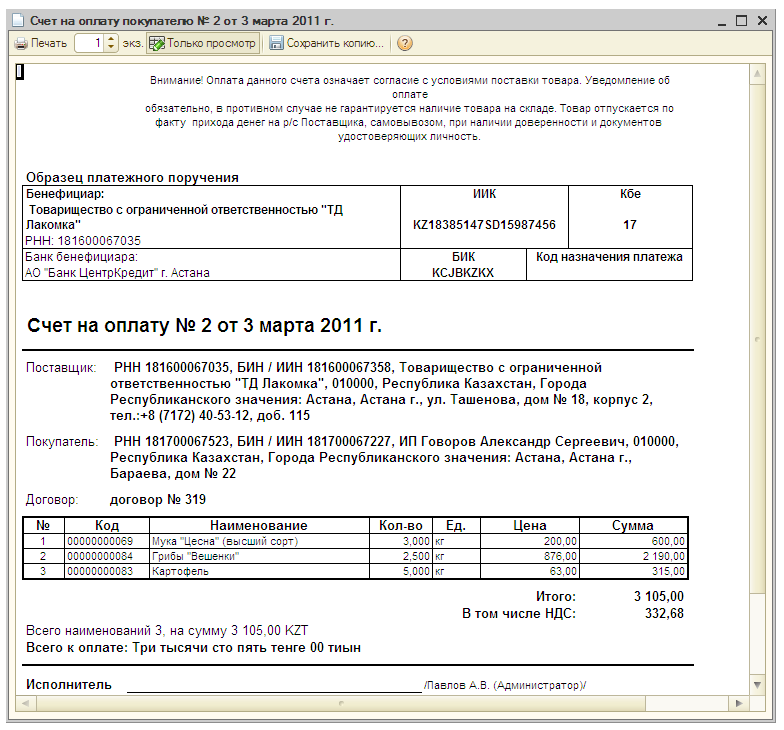 Счет на оплату покупателю № 2 от 3 марта 2011 г.
Печать 1 экз. Только просмотр Сохранить копию... ?
Внимание! Оплата данного счета означает согласие с условиями поставки товара. Уведомление об
оплате
обязательно, в противном случае не гарантируется наличие товара на складе. Товар отпускается по
факту прихода денег на р/с Поставщика, самовывозом, при наличии доверенности и документов
удостоверяющих личность.
Образец платежного поручения
Бенефициар: ИИК Кбе
Товарищество с ограниченной ответственностью "ТД
Лакомка" KZ18385147SD15987456 17
РНН: 181600067035
Банк бенефициара: БИК Код назначения платежа
АО "Банк ЦентрКредит" г. Астана KCJBKZKX
Счет на оплату № 2 от 3 марта 2011 г.
Поставщик: РНН 181600067035, БИН / ИИН 181600067358, Товарищество с ограниченной
ответственностью "ТД Лакомка", 010000, Республика Казахстан, Города
Республиканского значения: Астана, Астана г., ул. Ташенова, дом № 18, корпус 2,
тел.:+8 (7172) 40-53-12, доб. 115
Покупатель: РНН 181700067523, БИН / ИИН 181700067227, ИП Говоров Александр Сергеевич, 010000,
Республика Казахстан, Города Республиканского значения: Астана, Астана г.,
Бараева, дом № 22
Договор: договор № 319
№ Код Наименование Кол-во Ед. Цена Сумма
1 00000000069 Мука "Цесна" (высший сорт) 3,000 кг 200,00 600,00
2 00000000084 Грибы "Вешенки" 2,500 кг 876,00 2 190,00
3 00000000083 Картофель 5,000 кг 63,00 315,00
Итого: 3 105,00
В том числе НДС: 332,68
Всего наименований 3, на сумму 3 105,00 KZT
Всего к оплате: Три тысячи сто пять тенге 00 тиын
Исполнитель /Павлов А.В. (Администратор)/